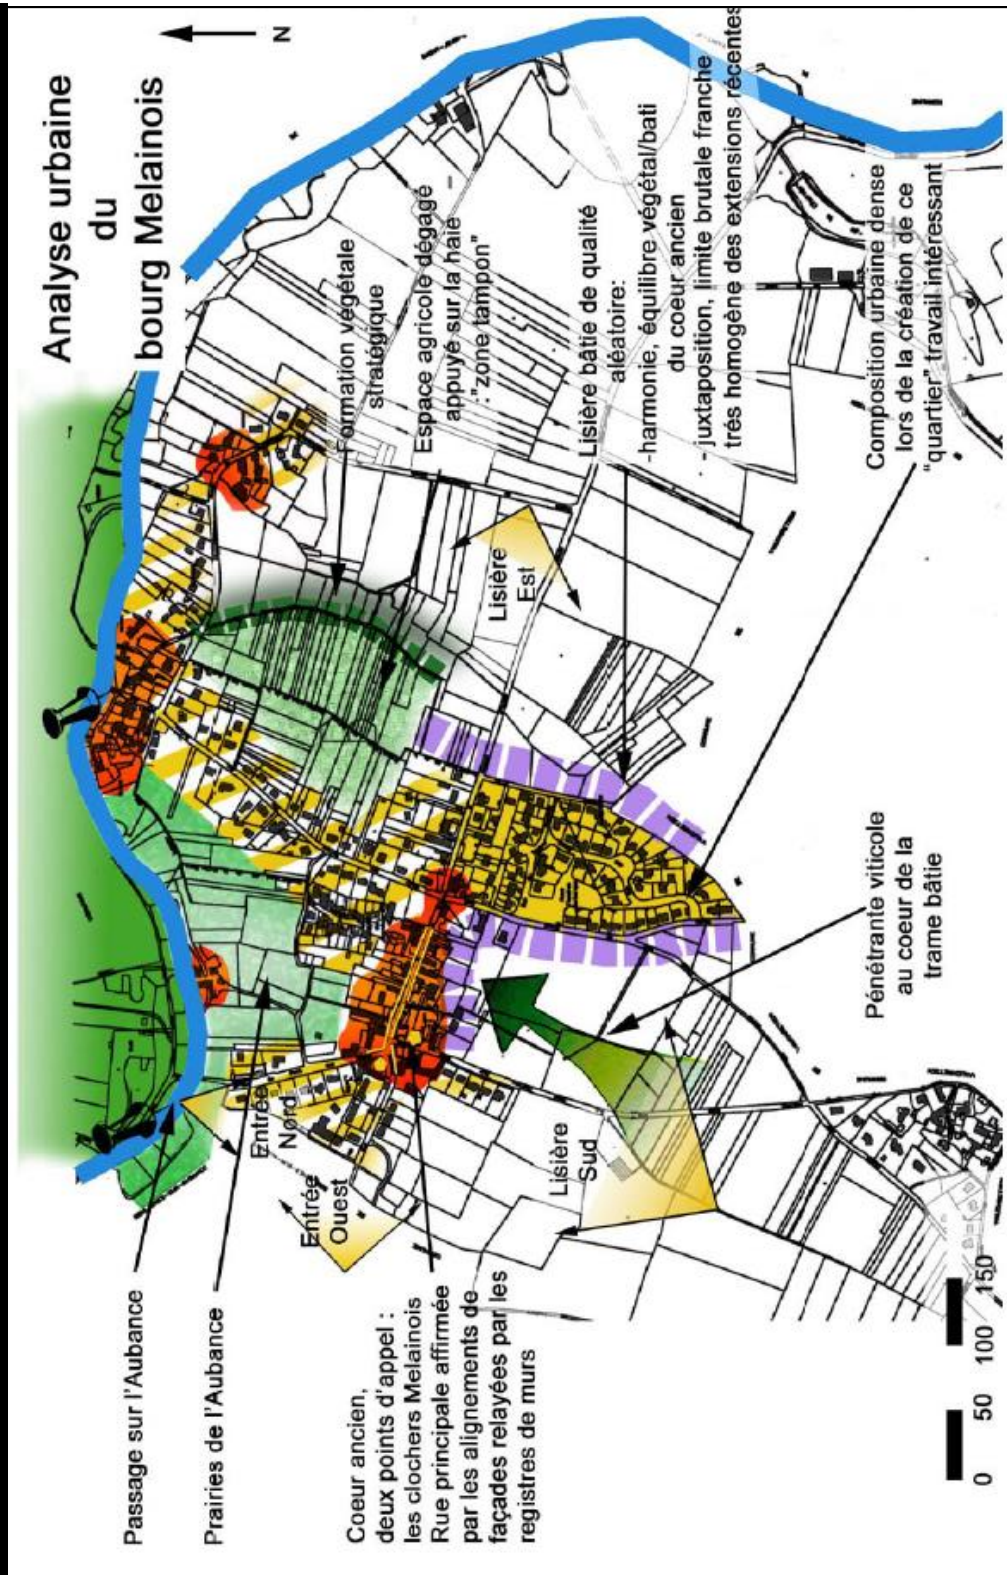 Analyse urbaine
du
bourg Melainois
N
Passage sur l'Aubance
Prairies de l'Aubance
Coeur ancien,
deux points d'appel :
les clochers Melainois
Rue principale affirmée
par les alignements de
façades relayées par les
registres de murs
Entrée
Nord
Entrée
Ouest
Lisière
Sud
Lisière
Est
Formation végétale
stratégique
Espace agricole dégagé
appuyé sur la haie -
:"zone tampon"
Lisière bâtie de qualité
aléatoire:
-harmonie, équilibre végétal/bati
du coeur ancien
- juxtaposition, limite brutale franche
trés homogène des extensions récentes
Composition urbaine dense
lors de la création de ce
"quartier" travail intéressant
Pénétrante viticole
au coeur de la
trame bâtie
0 50 100 150